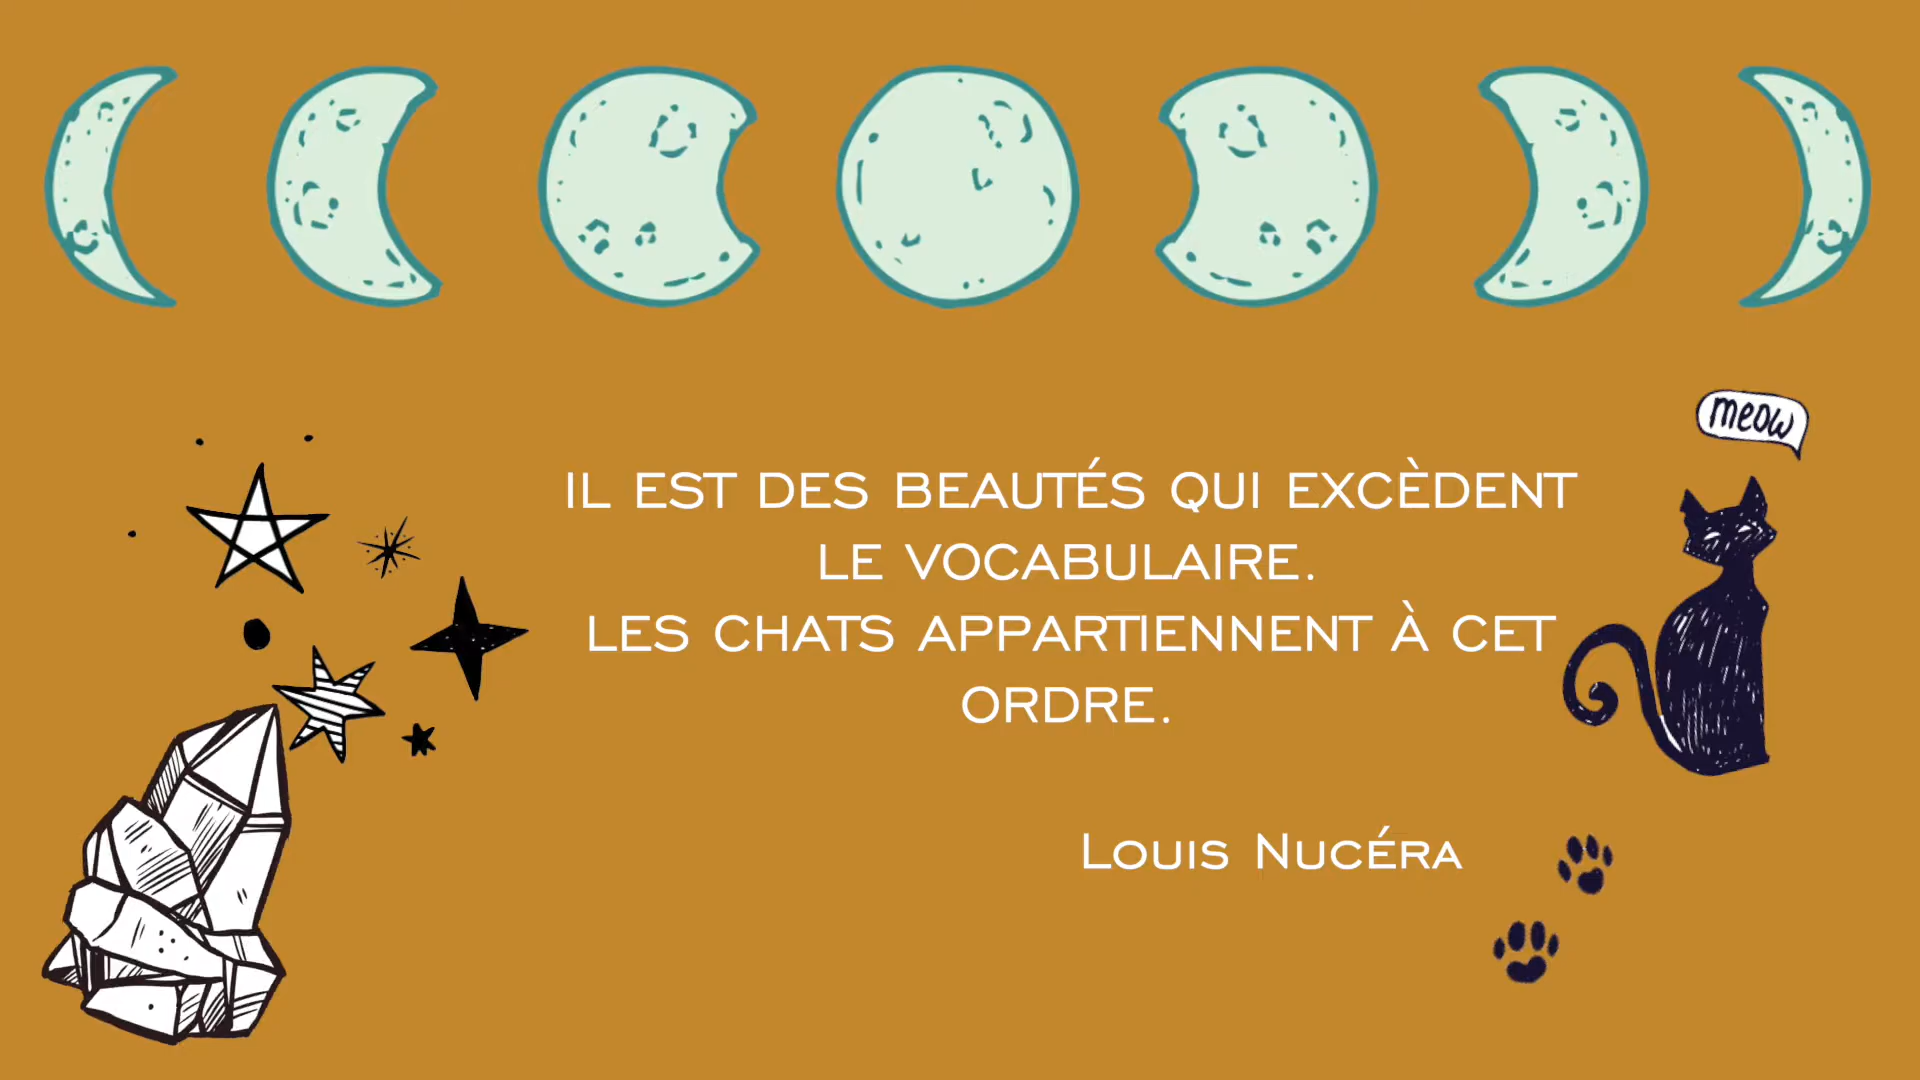 meow
IL EST DES BEAUTÉS QUI EXCÈDENT
LE VOCABULAIRE.
LES CHATS APPARTIENNENT À CET
ORDRE.
Louis Nucéra